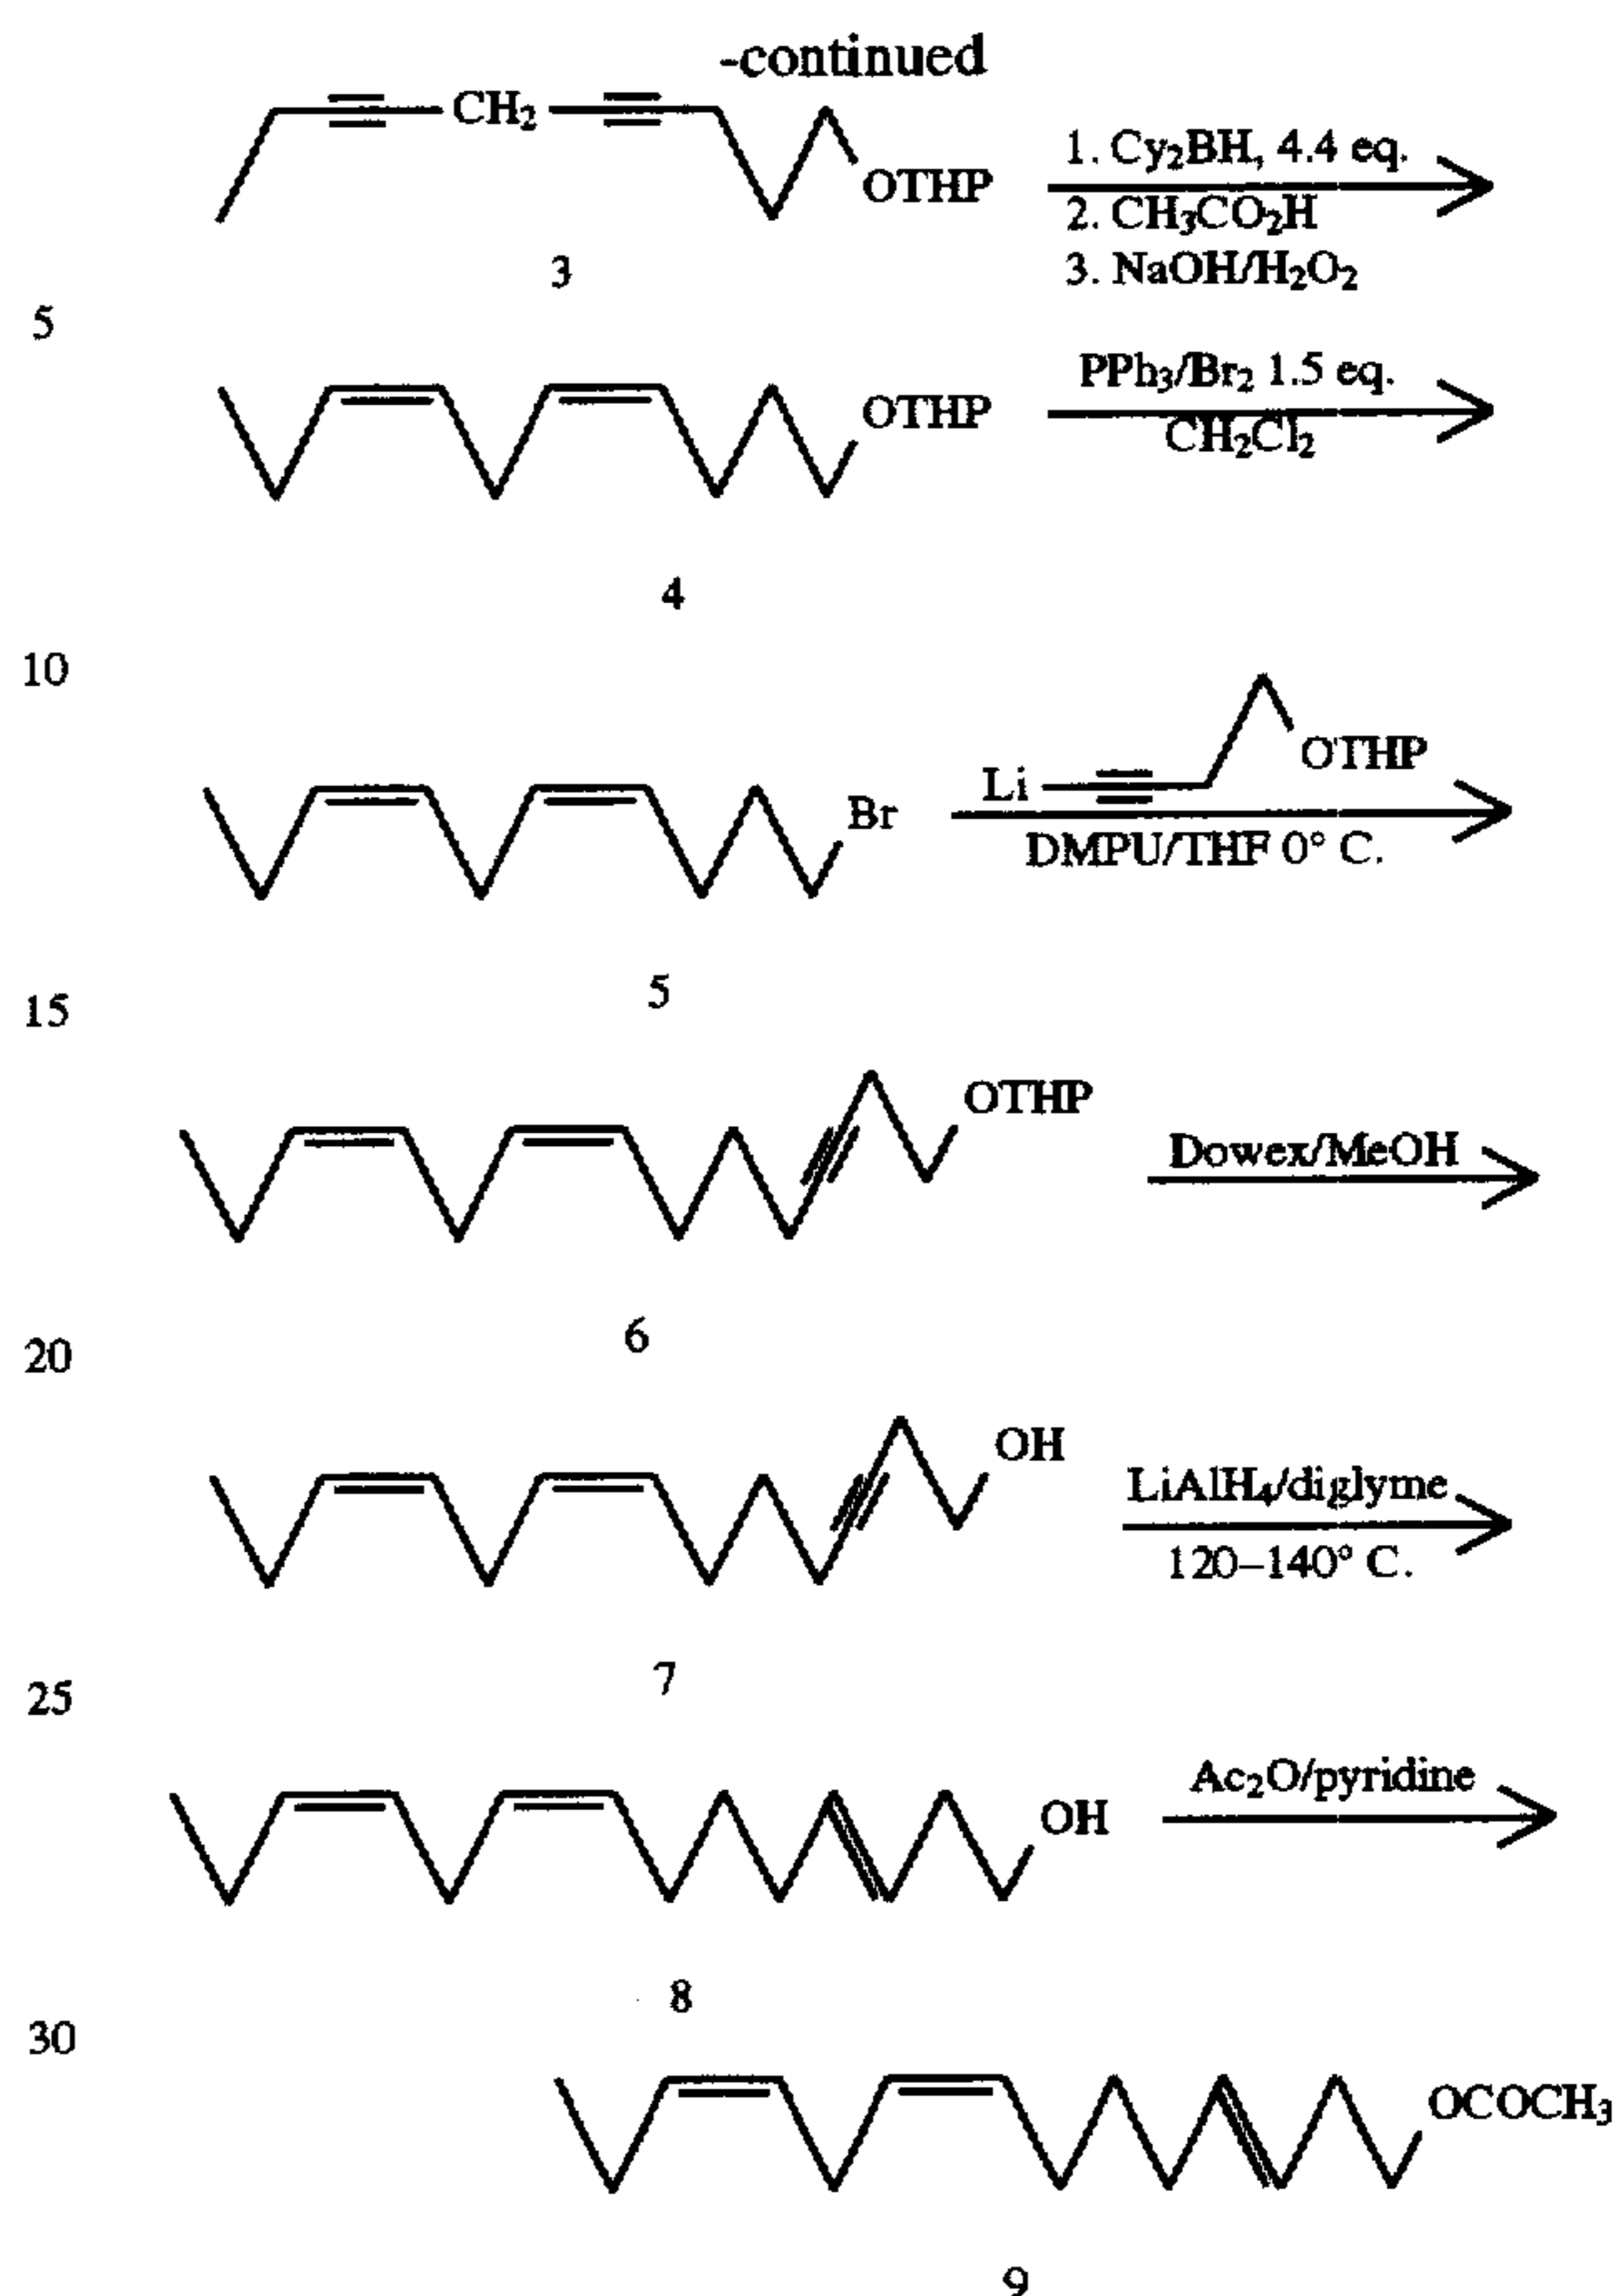 -continued
CH₂
OTHP
1. Cy₂BH, 4.4 eq.
2. CH₃CO₂H
3. NaOH/H₂O₂
3
5
OTHP
PPh₃/Br₂ 1.5 eq.
CH₂Cl₂
4
10
Br
Li
OTHP
DMPU/THF 0° C.
5
15
OTHP
Dowex/MeOH
6
20
OH
LiAlH₄/diglyme
120–140° C.
7
25
OH
Ac₂O/pyridine
8
30
OCOCH₃
9